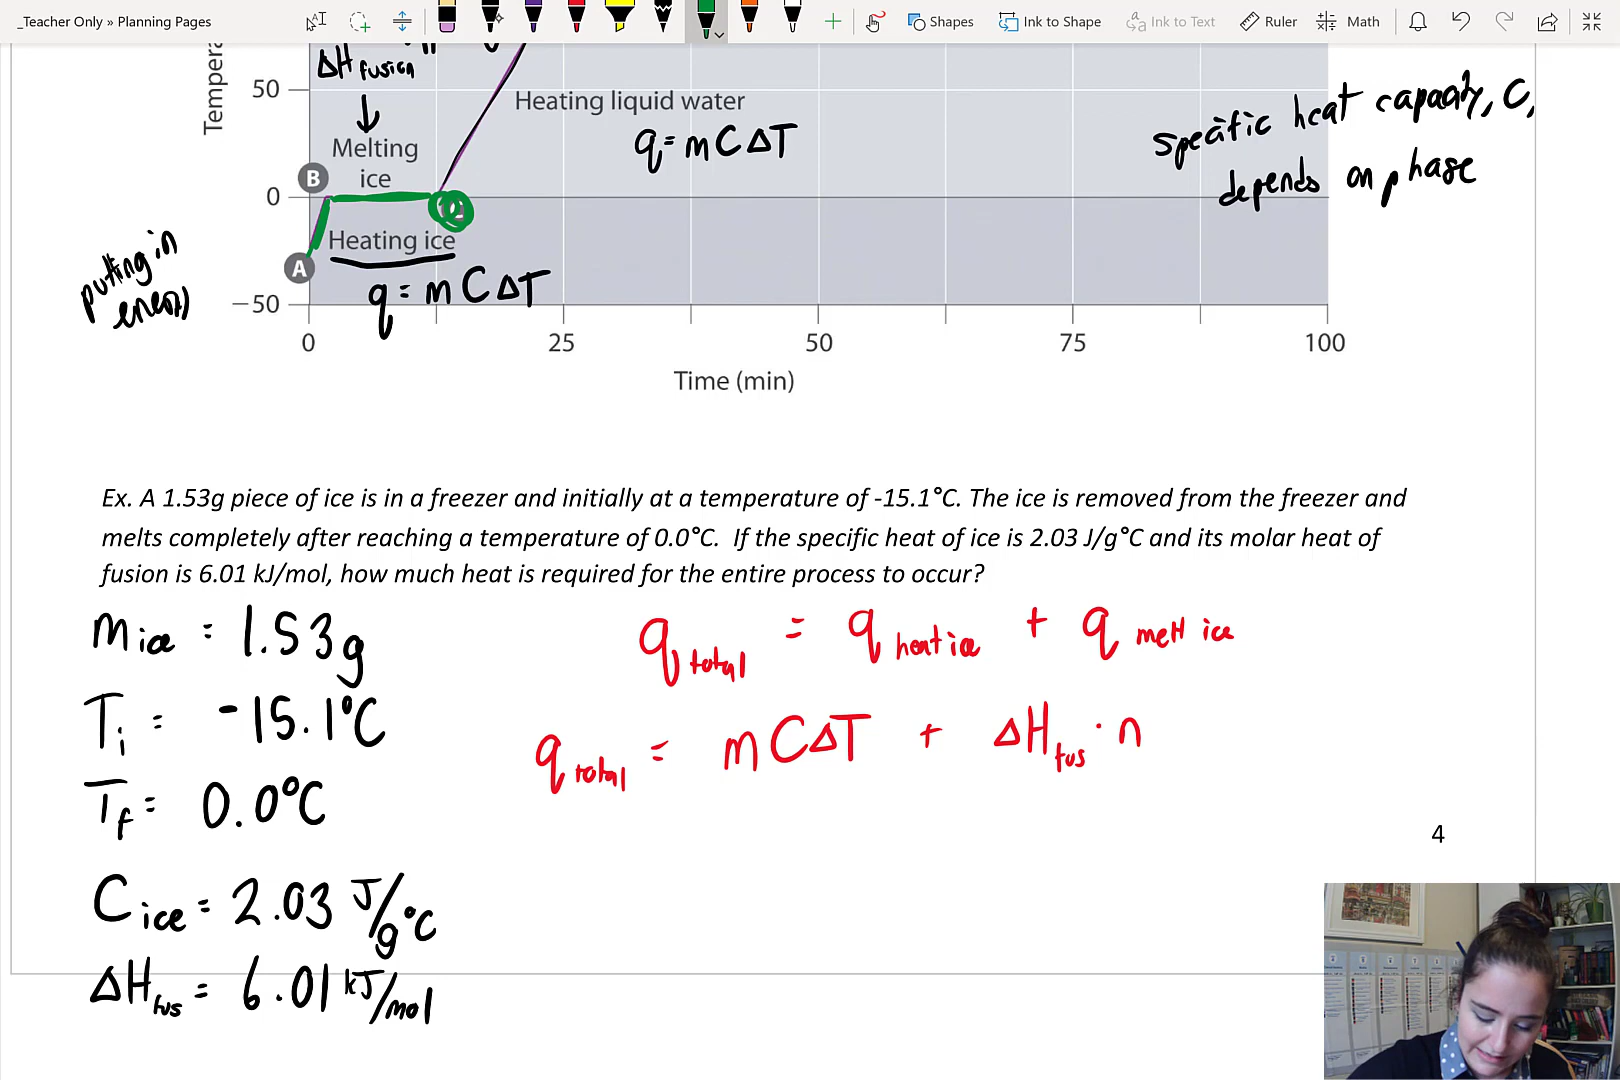 _Teacher Only » Planning Pages
Shapes
Ink to Shape
Ink to Text
Ruler
Math
ΔH fusion
50
Heating liquid water
q = mCΔT
Melting
ice
B
0
Heating ice
A
q = mCΔT
-50
putting in
energy
specific heat capacity, C,
depends on phase
0
25
50
75
100
Time (min)
Ex. A 1.53g piece of ice is in a freezer and initially at a temperature of -15.1°C. The ice is removed from the freezer and
melts completely after reaching a temperature of 0.0°C. If the specific heat of ice is 2.03 J/g°C and its molar heat of
fusion is 6.01 kJ/mol, how much heat is required for the entire process to occur?
m ice = 1.53g
Ti = -15.1°C
Tf = 0.0°C
C ice = 2.03 J/g°C
ΔH fus = 6.01 kJ/mol
q total = q heat ice + q melt ice
q total = mCΔT + ΔH fus · n
4